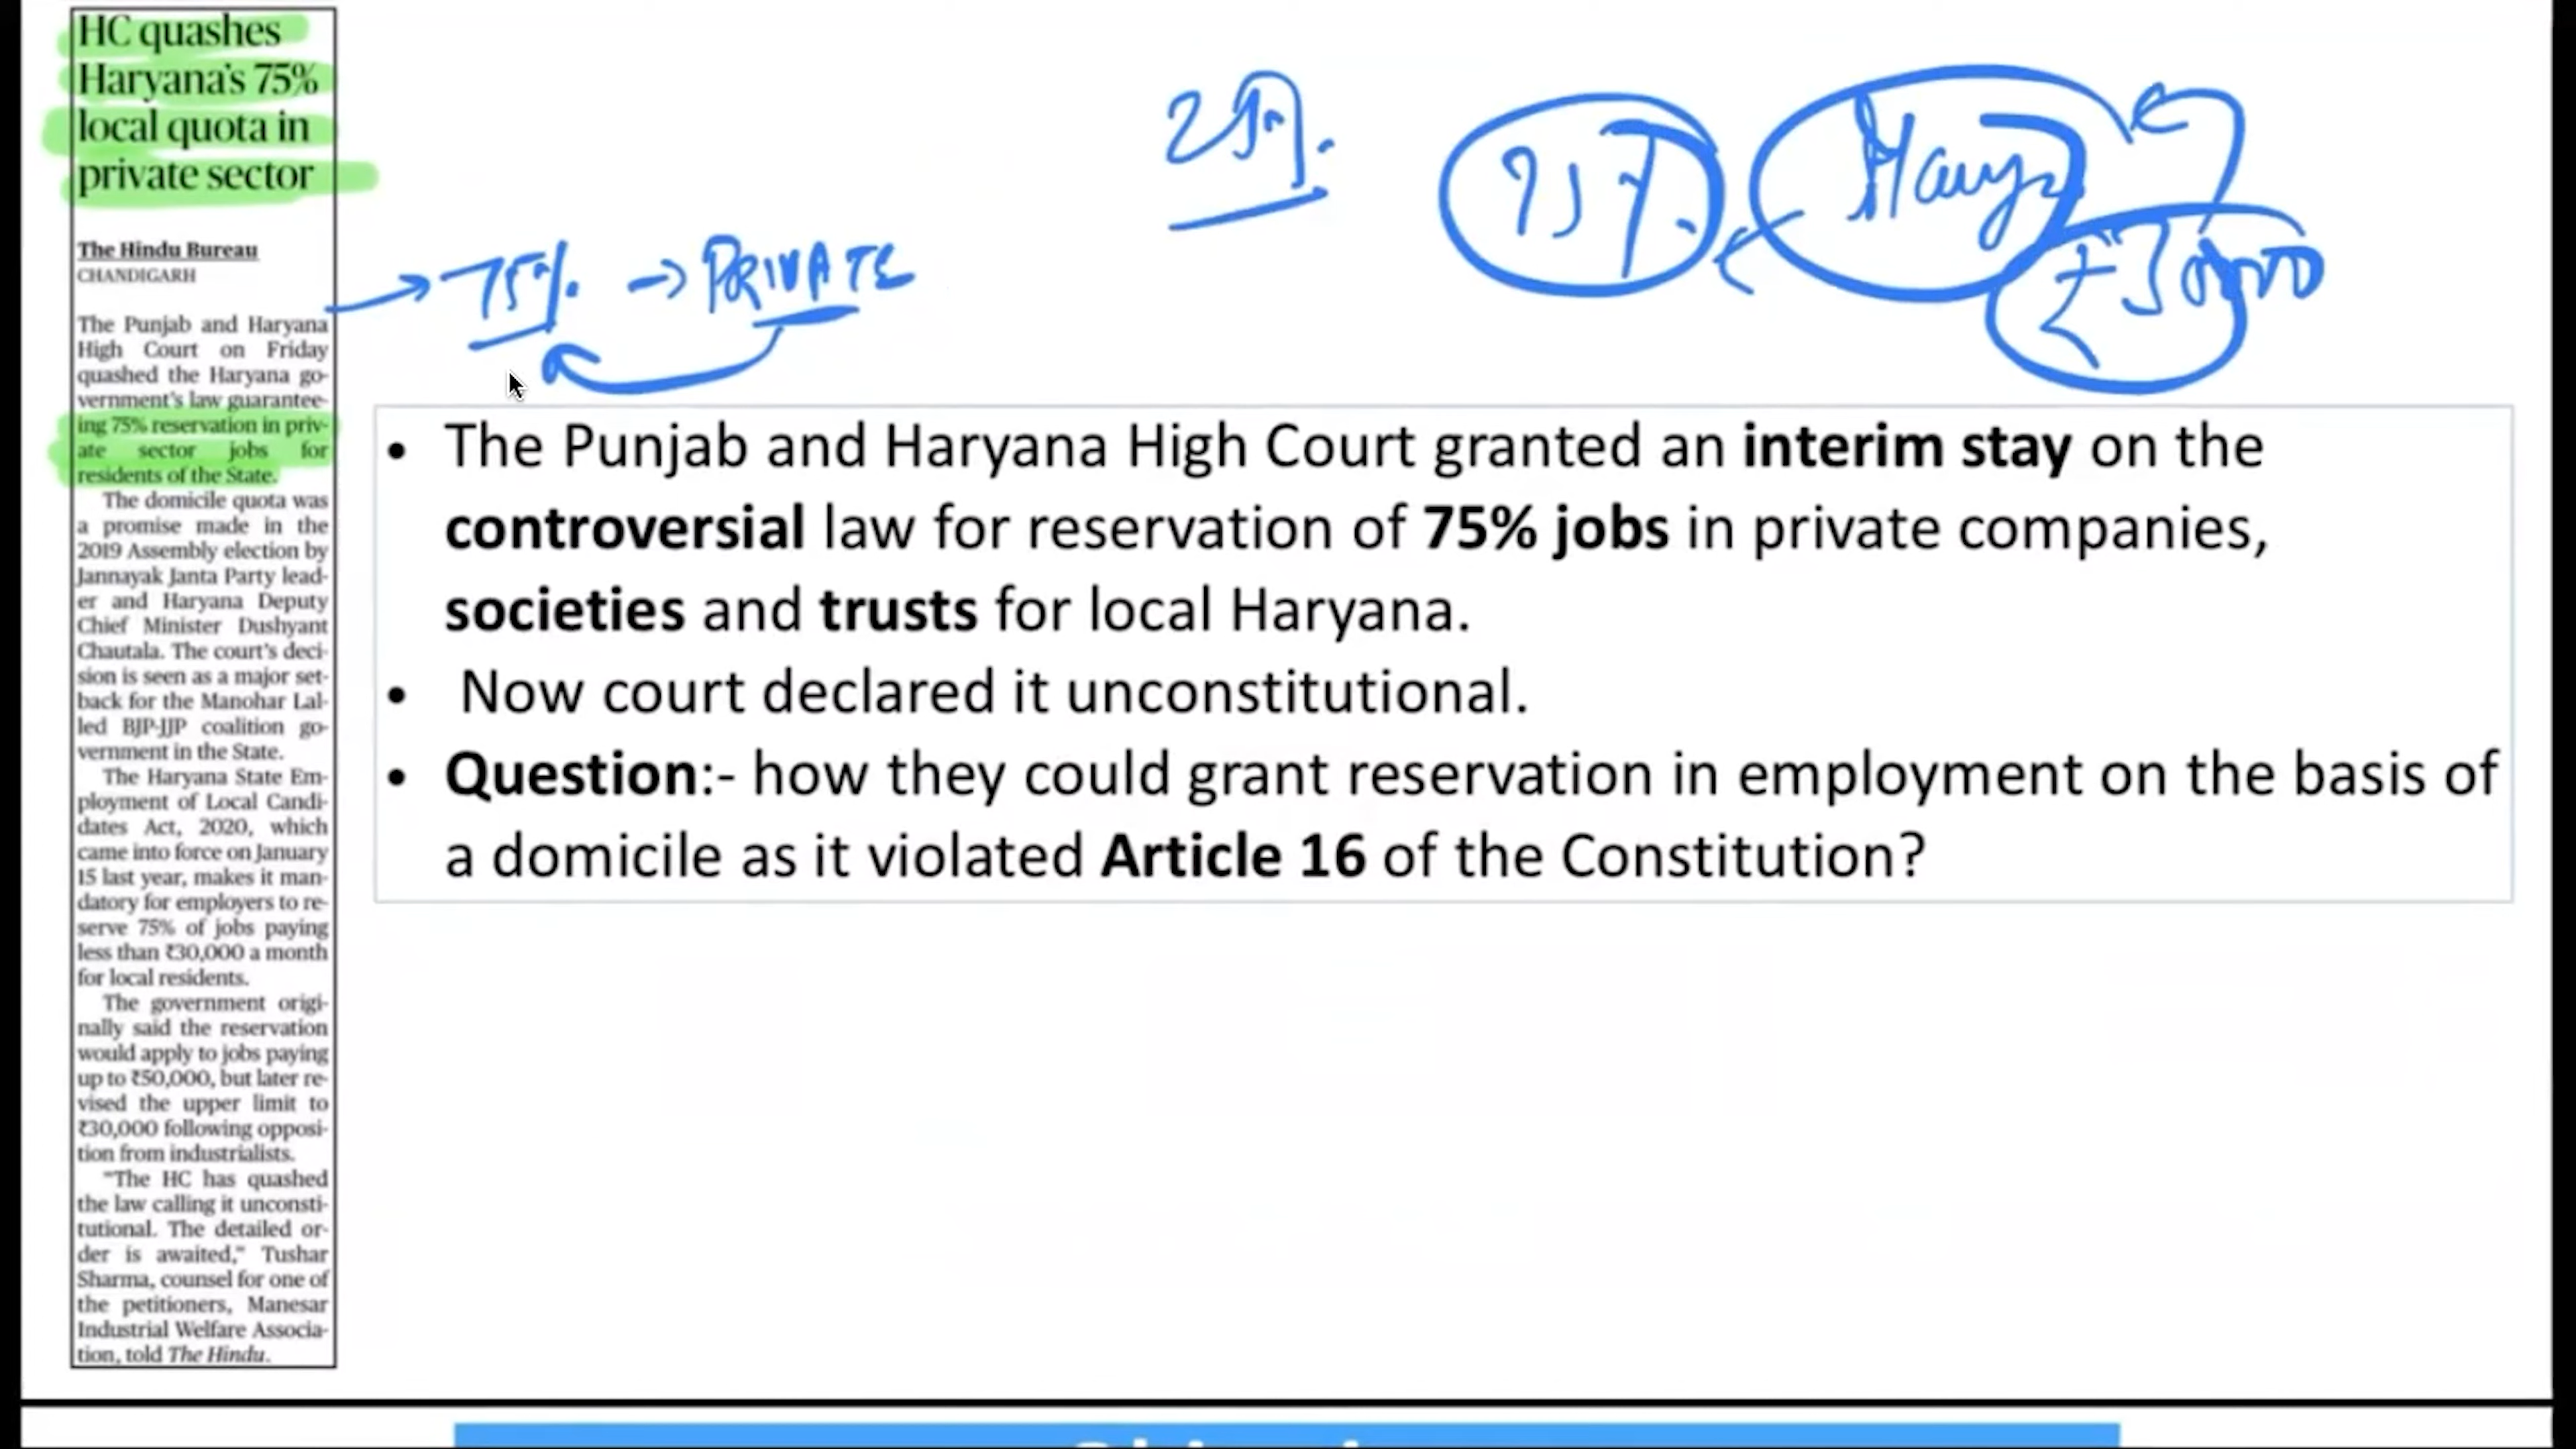 HC quashes
Haryana's 75%
local quota in
private sector
The Hindu Bureau
CHANDIGARH
The Punjab and Haryana
High Court on Friday
quashed the Haryana go-
vernment's law guarantee-
ing 75% reservation in priv-
ate sector jobs for
residents of the State.
The domicile quota was
a promise made in the
2019 Assembly election by
Jannayak Janta Party lead-
er and Haryana Deputy
Chief Minister Dushyant
Chautala. The court's deci-
sion is seen as a major set-
back for the Manohar Lal-
led BJP-JJP coalition go-
vernment in the State.
The Haryana State Em-
ployment of Local Candi-
dates Act, 2020, which
came into force on January
15 last year, makes it man-
datory for employers to re-
serve 75% of jobs paying
less than ₹30,000 a month
for local residents.
The government origi-
nally said the reservation
would apply to jobs paying
up to ₹50,000, but later re-
vised the upper limit to
₹30,000 following opposi-
tion from industrialists.
"The HC has quashed
the law calling it unconsti-
tutional. The detailed or-
der is awaited," Tushar
Sharma, counsel for one of
the petitioners, Manesar
Industrial Welfare Associa-
tion, told The Hindu.
25%.
75%
→ 75%. → PRIVATE
• The Punjab and Haryana High Court granted an interim stay on the
controversial law for reservation of 75% jobs in private companies,
societies and trusts for local Haryana.
• Now court declared it unconstitutional.
• Question:- how they could grant reservation in employment on the basis of
a domicile as it violated Article 16 of the Constitution?